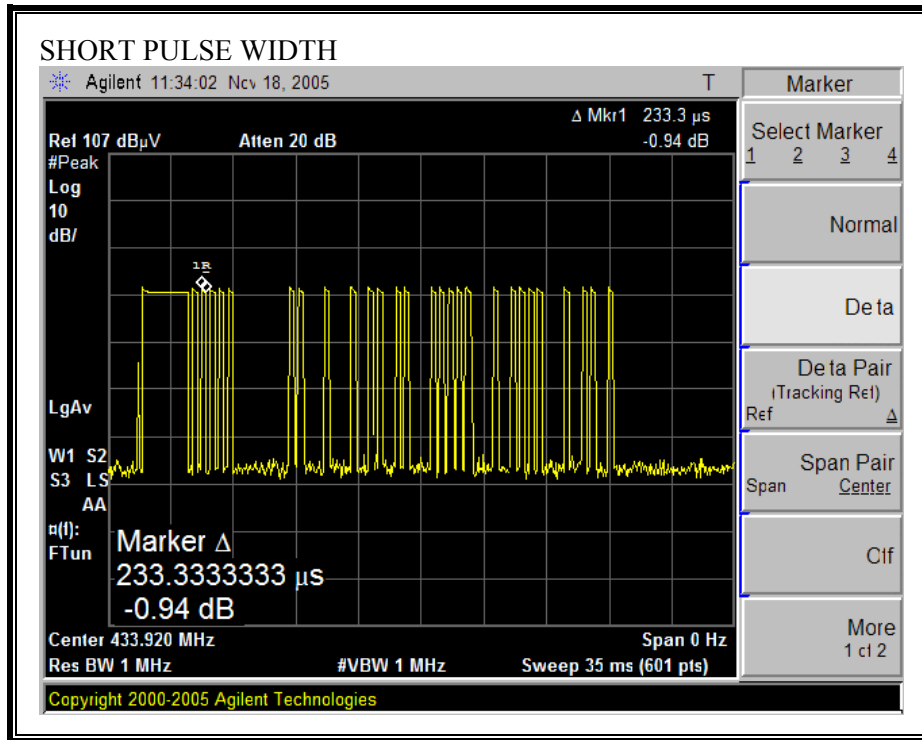 SHORT PULSE WIDTH
Agilent 11:34:02 Nov 18, 2005 T
Marker
Δ Mkr1 233.3 µs
Ref 107 dBµV Atten 20 dB -0.94 dB
#Peak
Log
10
dB/
1R
LgAv
W1 S2
S3 LS
AA
¤(f):
FTun
Marker Δ
233.3333333 µs
-0.94 dB
Center 433.920 MHz Span 0 Hz
Res BW 1 MHz #VBW 1 MHz Sweep 35 ms (601 pts)
Copyright 2000-2005 Agilent Technologies
Select Marker
1 2 3 4
Normal
Delta
Delta Pair
(Tracking Ref)
Ref Δ
Span Pair
Span Center
Off
More
1 of 2